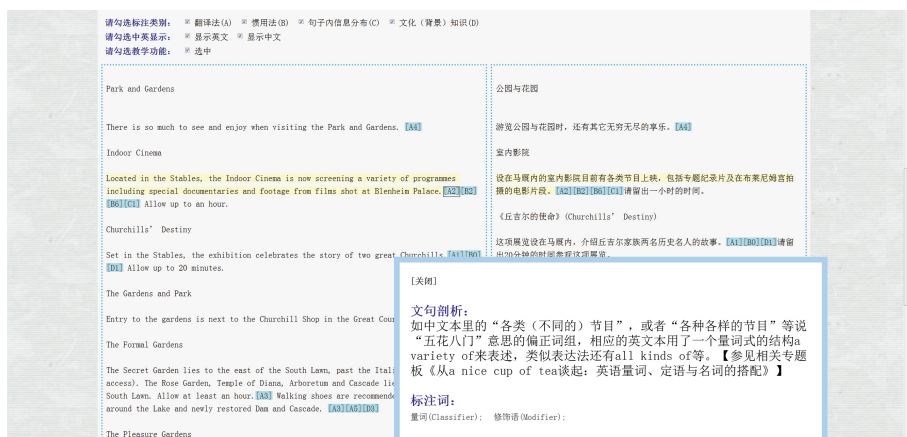 请勾选标注类别： 翻译法(A) 惯用法(B) 句子内信息分布(C) 文化（背景）知识(D)
请勾选中英显示： 显示英文 显示中文
请勾选教学功能： 选中
Park and Gardens
There is so much to see and enjoy when visiting the Park and Gardens. [A4]
Indoor Cinema
Located in the Stables, the Indoor Cinema is now screening a variety of programmes
including special documentaries and footage from films shot at Blenheim Palace.[A2][B2]
[B6][C1] Allow up to an hour.
Churchills' Destiny
Set in the Stables, the exhibition celebrates the story of two great Churchills.[A1][B0]
[D1] Allow up to 20 minutes.
The Gardens and Park
Entry to the gardens is next to the Churchill Shop in the Great Cou
The Formal Gardens
The Secret Garden lies to the east of the South Lawn, past the Itali
access). The Rose Garden, Temple of Diana, Arboretum and Cascade lie
South Lawn. Allow at least an hour.[A3] Walking shoes are recommende
around the Lake and newly restored Dam and Cascade. [A3][A5][D3]
The Pleasure Gardens
公园与花园
游览公园与花园时，还有其它无穷无尽的享乐。[A4]
室内影院
设在马厩内的室内影院目前有各类节目上映，包括专题纪录片及在布莱尼姆宫拍
摄的电影片段。[A2][B2][B6][C1]请留出一小时的时间。
《丘吉尔的使命》(Churchills' Destiny)
这项展览设在马厩内，介绍丘吉尔家族两名历史名人的故事。[A1][B0][D1]请留
出20分钟的时间参观这项展览。
[关闭]
文句剖析：
如中文本里的“各类（不同的）节目”，或者“各种各样的节目”等说
“五花八门”意思的偏正词组，相应的英文本用了一个量词式的结构a
variety of来表述，类似表达法还有all kinds of等。【参见相关专题
板《从a nice cup of tea谈起：英语量词、定语与名词的搭配》】
标注词：
量词(Classifier)； 修饰语(Modifier)；